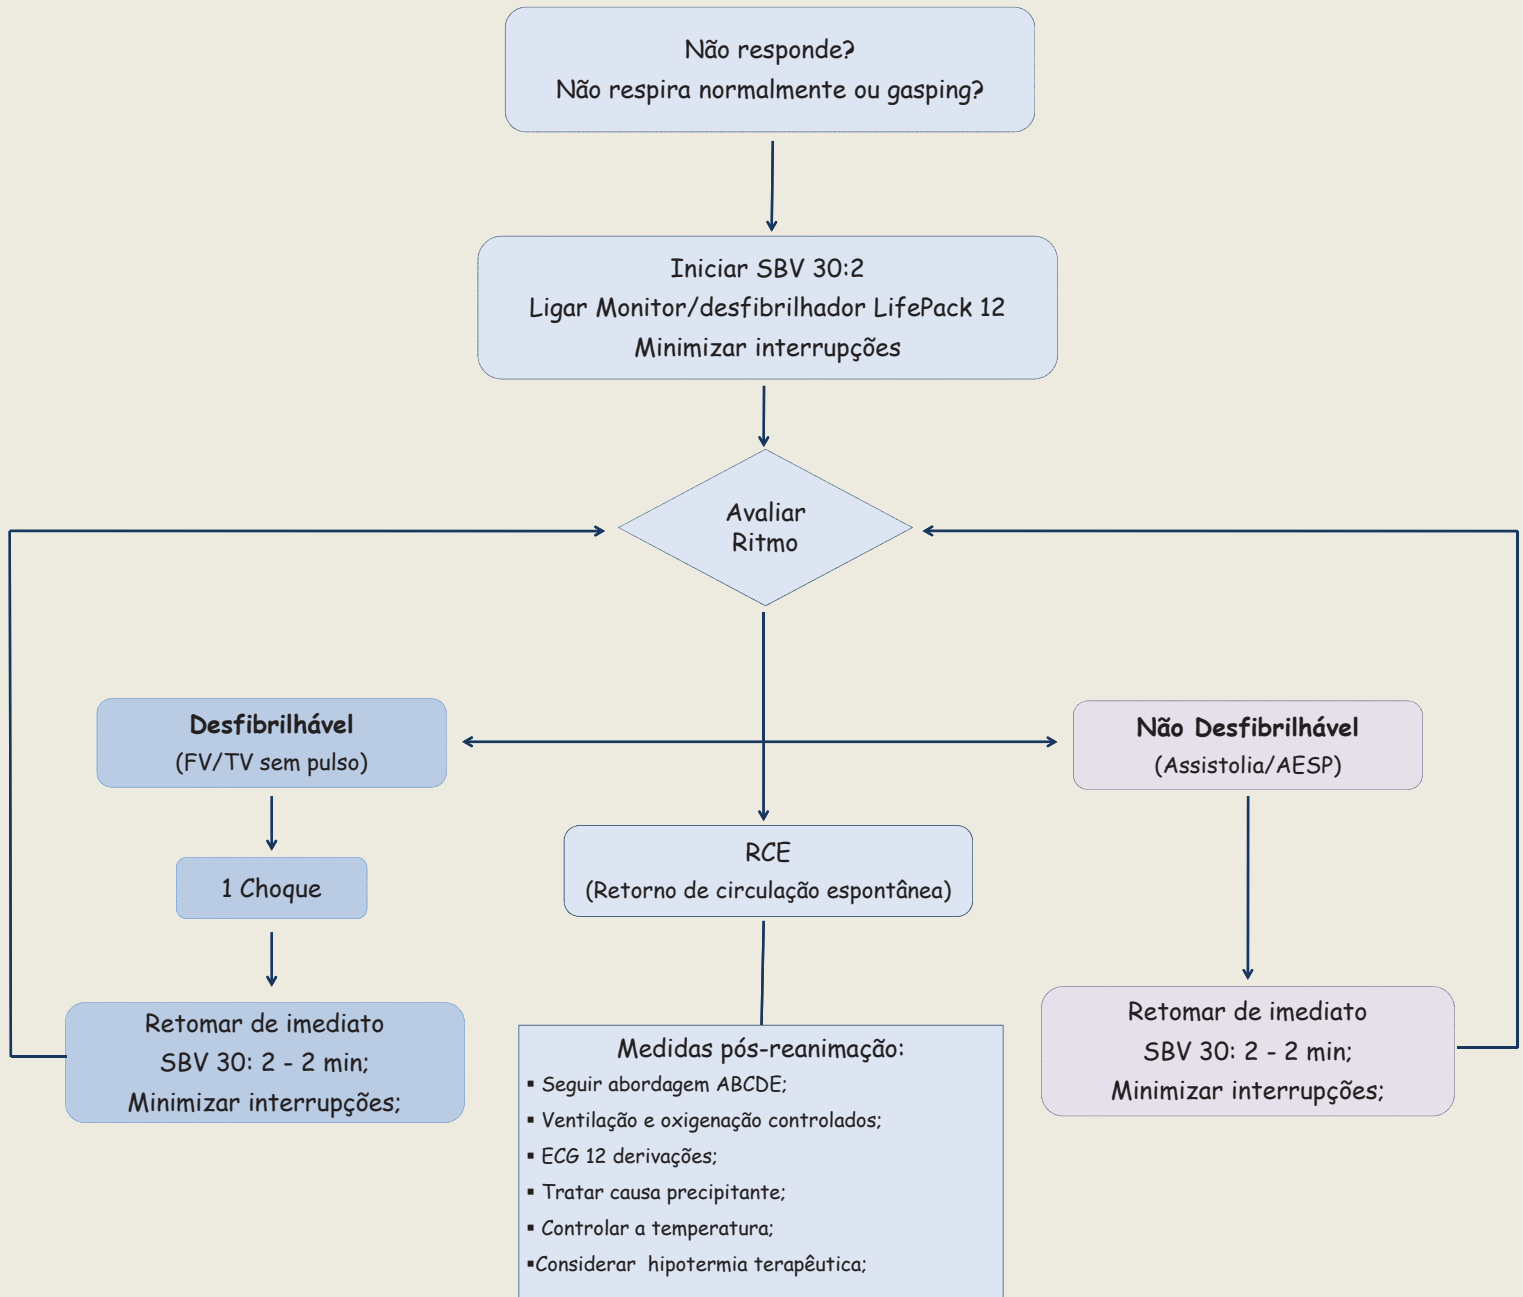 Não responde?
Não respira normalmente ou gasping?
Iniciar SBV 30:2
Ligar Monitor/desfibrilhador LifePack 12
Minimizar interrupções
Avaliar
Ritmo
Desfibrilhável
(FV/TV sem pulso)
Não Desfibrilhável
(Assistolia/AESP)
1 Choque
RCE
(Retorno de circulação espontânea)
Retomar de imediato
SBV 30: 2 - 2 min;
Minimizar interrupções;
Medidas pós-reanimação:
▪ Seguir abordagem ABCDE;
▪ Ventilação e oxigenação controlados;
▪ ECG 12 derivações;
▪ Tratar causa precipitante;
▪ Controlar a temperatura;
▪Considerar  hipotermia terapêutica;
Retomar de imediato
SBV 30: 2 - 2 min;
Minimizar interrupções;